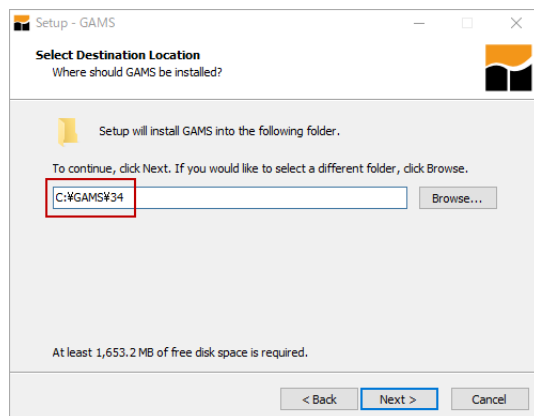 Setup - GAMS
Select Destination Location
Where should GAMS be installed?
Setup will install GAMS into the following folder.
To continue, click Next. If you would like to select a different folder, click Browse.
C:¥GAMS¥34
Browse...
At least 1,653.2 MB of free disk space is required.
< Back
Next >
Cancel